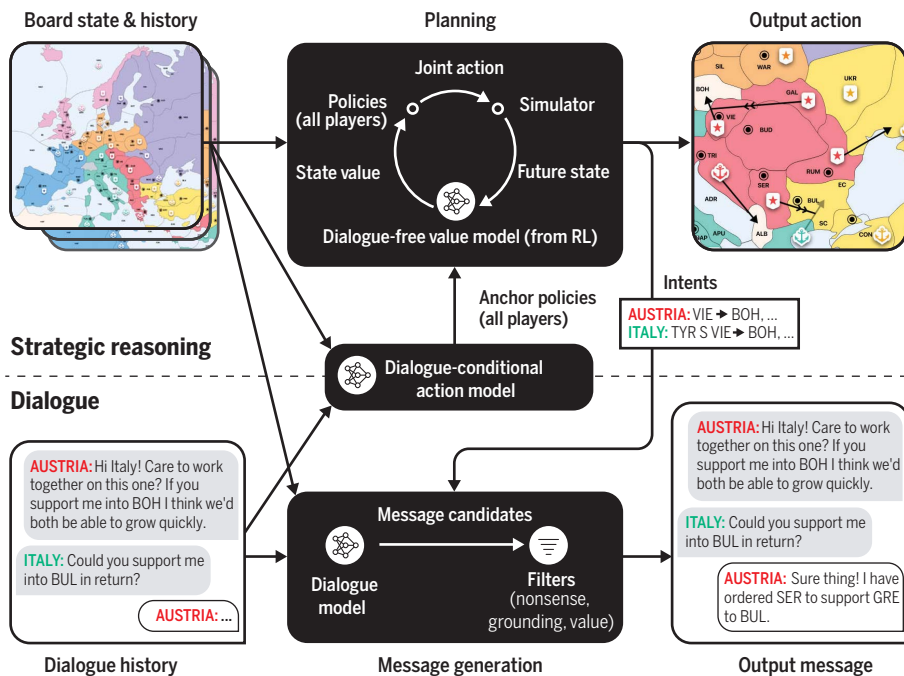 Board state & history
Planning
Output action
Joint action
Policies
(all players)
Simulator
State value
Future state
Dialogue-free value model (from RL)
SIL
WAR
UKR
BOH
GAL
VIE
BUD
TRI
RUM
SER
EC
ADR
BUL
SC
ALB
APU
CON
Anchor policies
(all players)
Intents
AUSTRIA: VIE → BOH, ...
ITALY: TYR S VIE → BOH, ...
Strategic reasoning
Dialogue-conditional
action model
Dialogue
AUSTRIA: Hi Italy! Care to work
together on this one? If you
support me into BOH I think we'd
both be able to grow quickly.
ITALY: Could you support me
into BUL in return?
AUSTRIA: ...
Dialogue history
Message candidates
Dialogue
model
Filters
(nonsense,
grounding, value)
Message generation
AUSTRIA: Hi Italy! Care to work
together on this one? If you
support me into BOH I think we'd
both be able to grow quickly.
ITALY: Could you support me
into BUL in return?
AUSTRIA: Sure thing! I have
ordered SER to support GRE
to BUL.
Output message